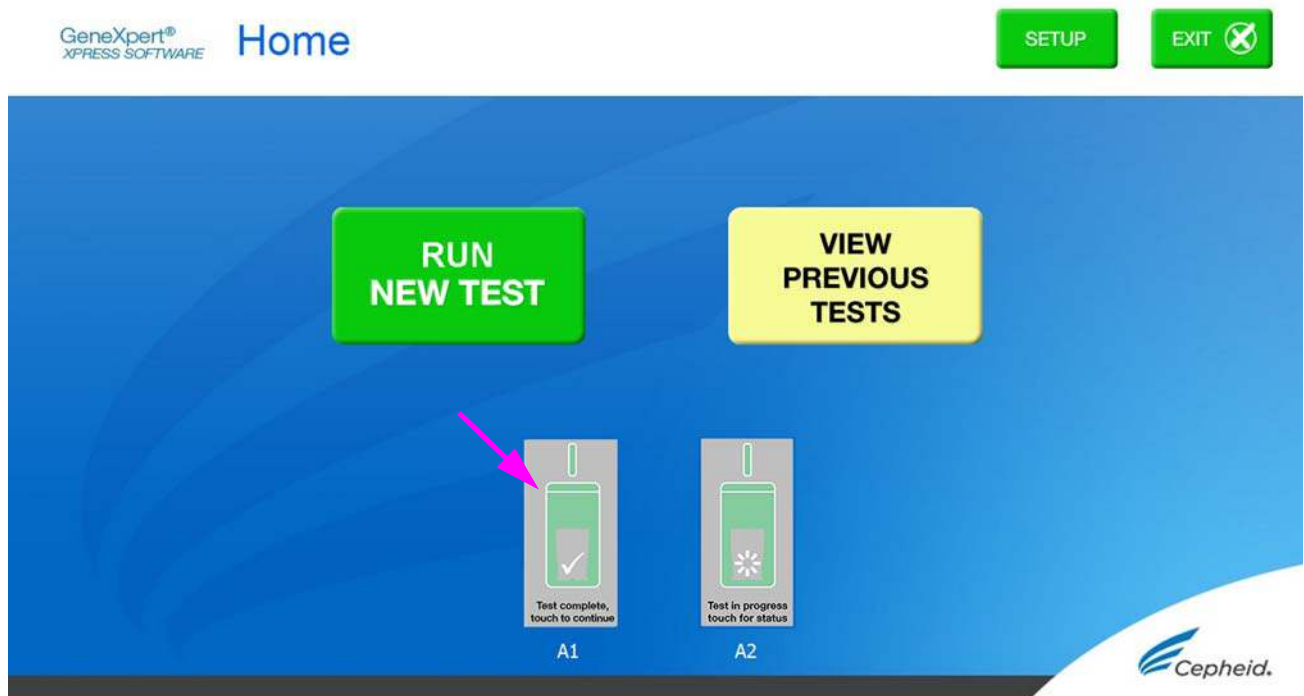 GeneXpert®
XPRESS SOFTWARE
Home
SETUP
EXIT
RUN
NEW TEST
VIEW
PREVIOUS
TESTS
Test complete,
touch to continue
Test in progress
touch for status
A1
A2
Cepheid.